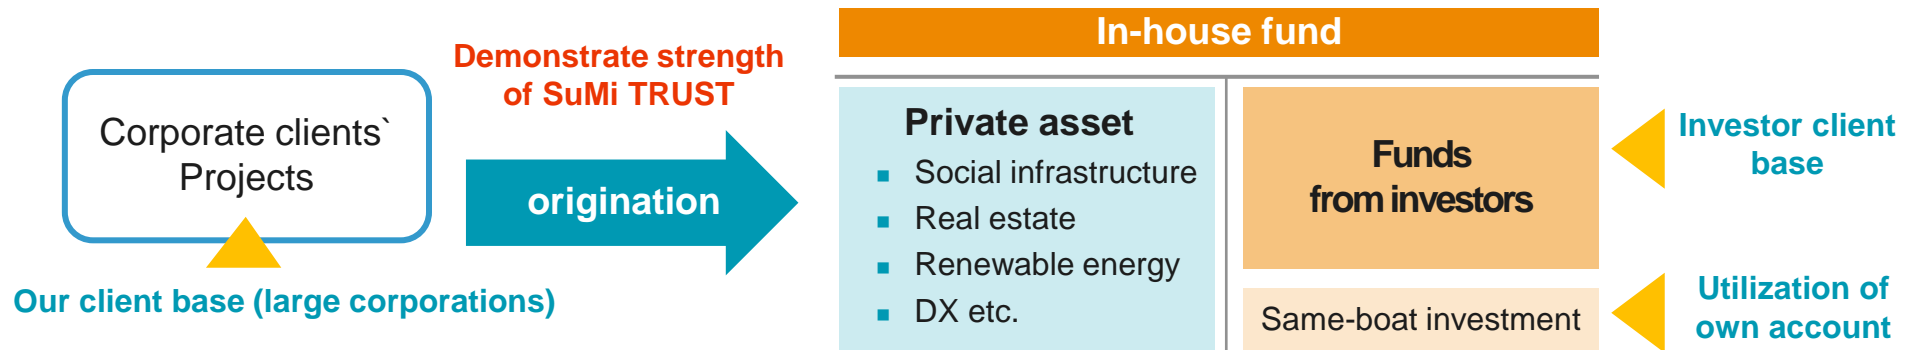 Corporate clients`
Projects
Our client base (large corporations)
Demonstrate strength
of SuMi TRUST
origination
In-house fund
Private asset
▪ Social infrastructure
▪ Real estate
▪ Renewable energy
▪ DX etc.
Funds
from investors
Same-boat investment
Investor client
base
Utilization of
own account